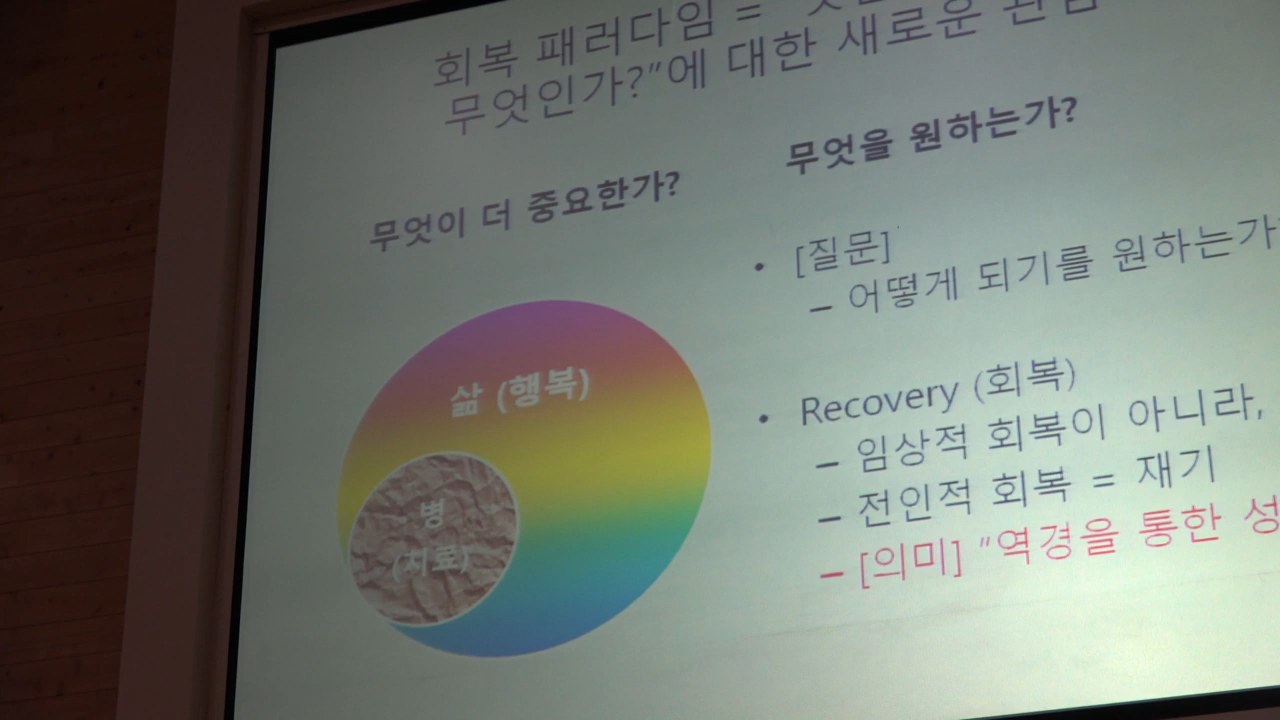 회복 패러다임 =
무엇인가?"에 대한 새로운
무엇이 더 중요한가?
삶 (행복)
병
(치료)
무엇을 원하는가?
• [질문]
– 어떻게 되기를 원하는가
• Recovery (회복)
– 임상적 회복이 아니라,
– 전인적 회복 = 재기
– [의미] "역경을 통한 성